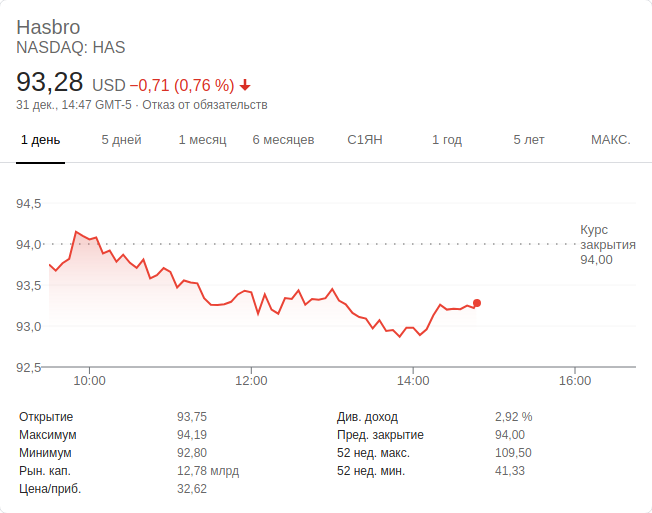 Hasbro
NASDAQ: HAS
93,28 USD −0,71 (0,76 %)
31 дек., 14:47 GMT-5 · Отказ от обязательств
1 день 5 дней 1 месяц 6 месяцев С1ЯН 1 год 5 лет МАКС.
94,5
94,0
93,5
93,0
92,5
Курс
закрытия
94,00
10:00 12:00 14:00 16:00
Открытие 93,75
Максимум 94,19
Минимум 92,80
Рын. кап. 12,78 млрд
Цена/приб. 32,62
Див. доход 2,92 %
Пред. закрытие 94,00
52 нед. макс. 109,50
52 нед. мин. 41,33